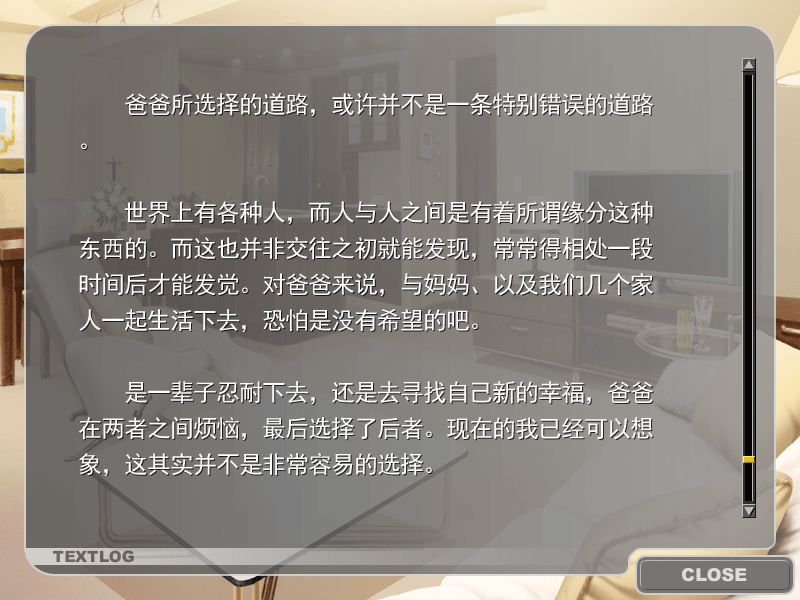 爸爸所选择的道路，或许并不是一条特别错误的道路
。
世界上有各种人，而人与人之间是有着所谓缘分这种
东西的。而这也并非交往之初就能发现，常常得相处一段
时间后才能发觉。对爸爸来说，与妈妈、以及我们几个家
人一起生活下去，恐怕是没有希望的吧。
是一辈子忍耐下去，还是去寻找自己新的幸福，爸爸
在两者之间烦恼，最后选择了后者。现在的我已经可以想
象，这其实并不是非常容易的选择。
TEXTLOG
CLOSE